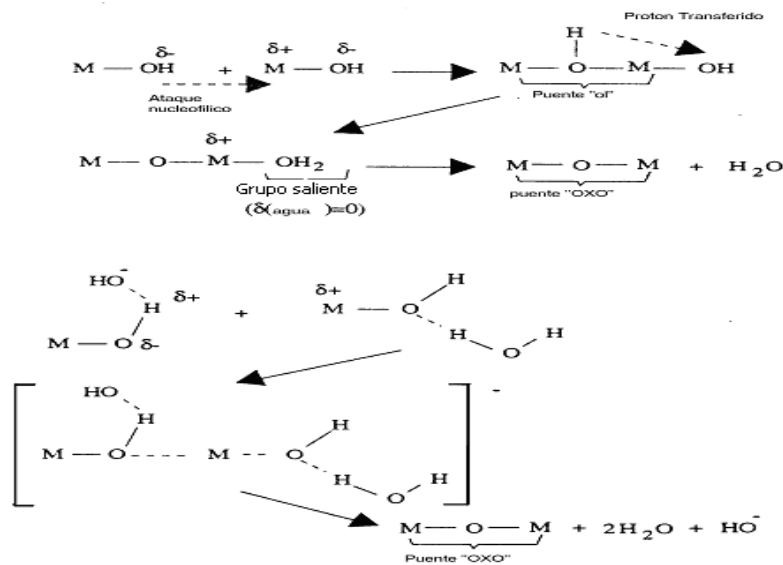 Proton Transferido
H
δ- δ+ δ-
M — OH + M — OH M — O — M — OH
Ataque
nucleofilico
Puente "ol"
δ+
M — O — M — OH₂ M — O — M + H₂O
Grupo saliente
(δ(agua )=0)
puente "OXO"
HO⁻ H
H δ+ + δ+ M — O H H
M — O δ- O
HO H
H H
M — O M O H H -
O
M — O — M + 2H₂O + HO⁻
Puente "OXO"